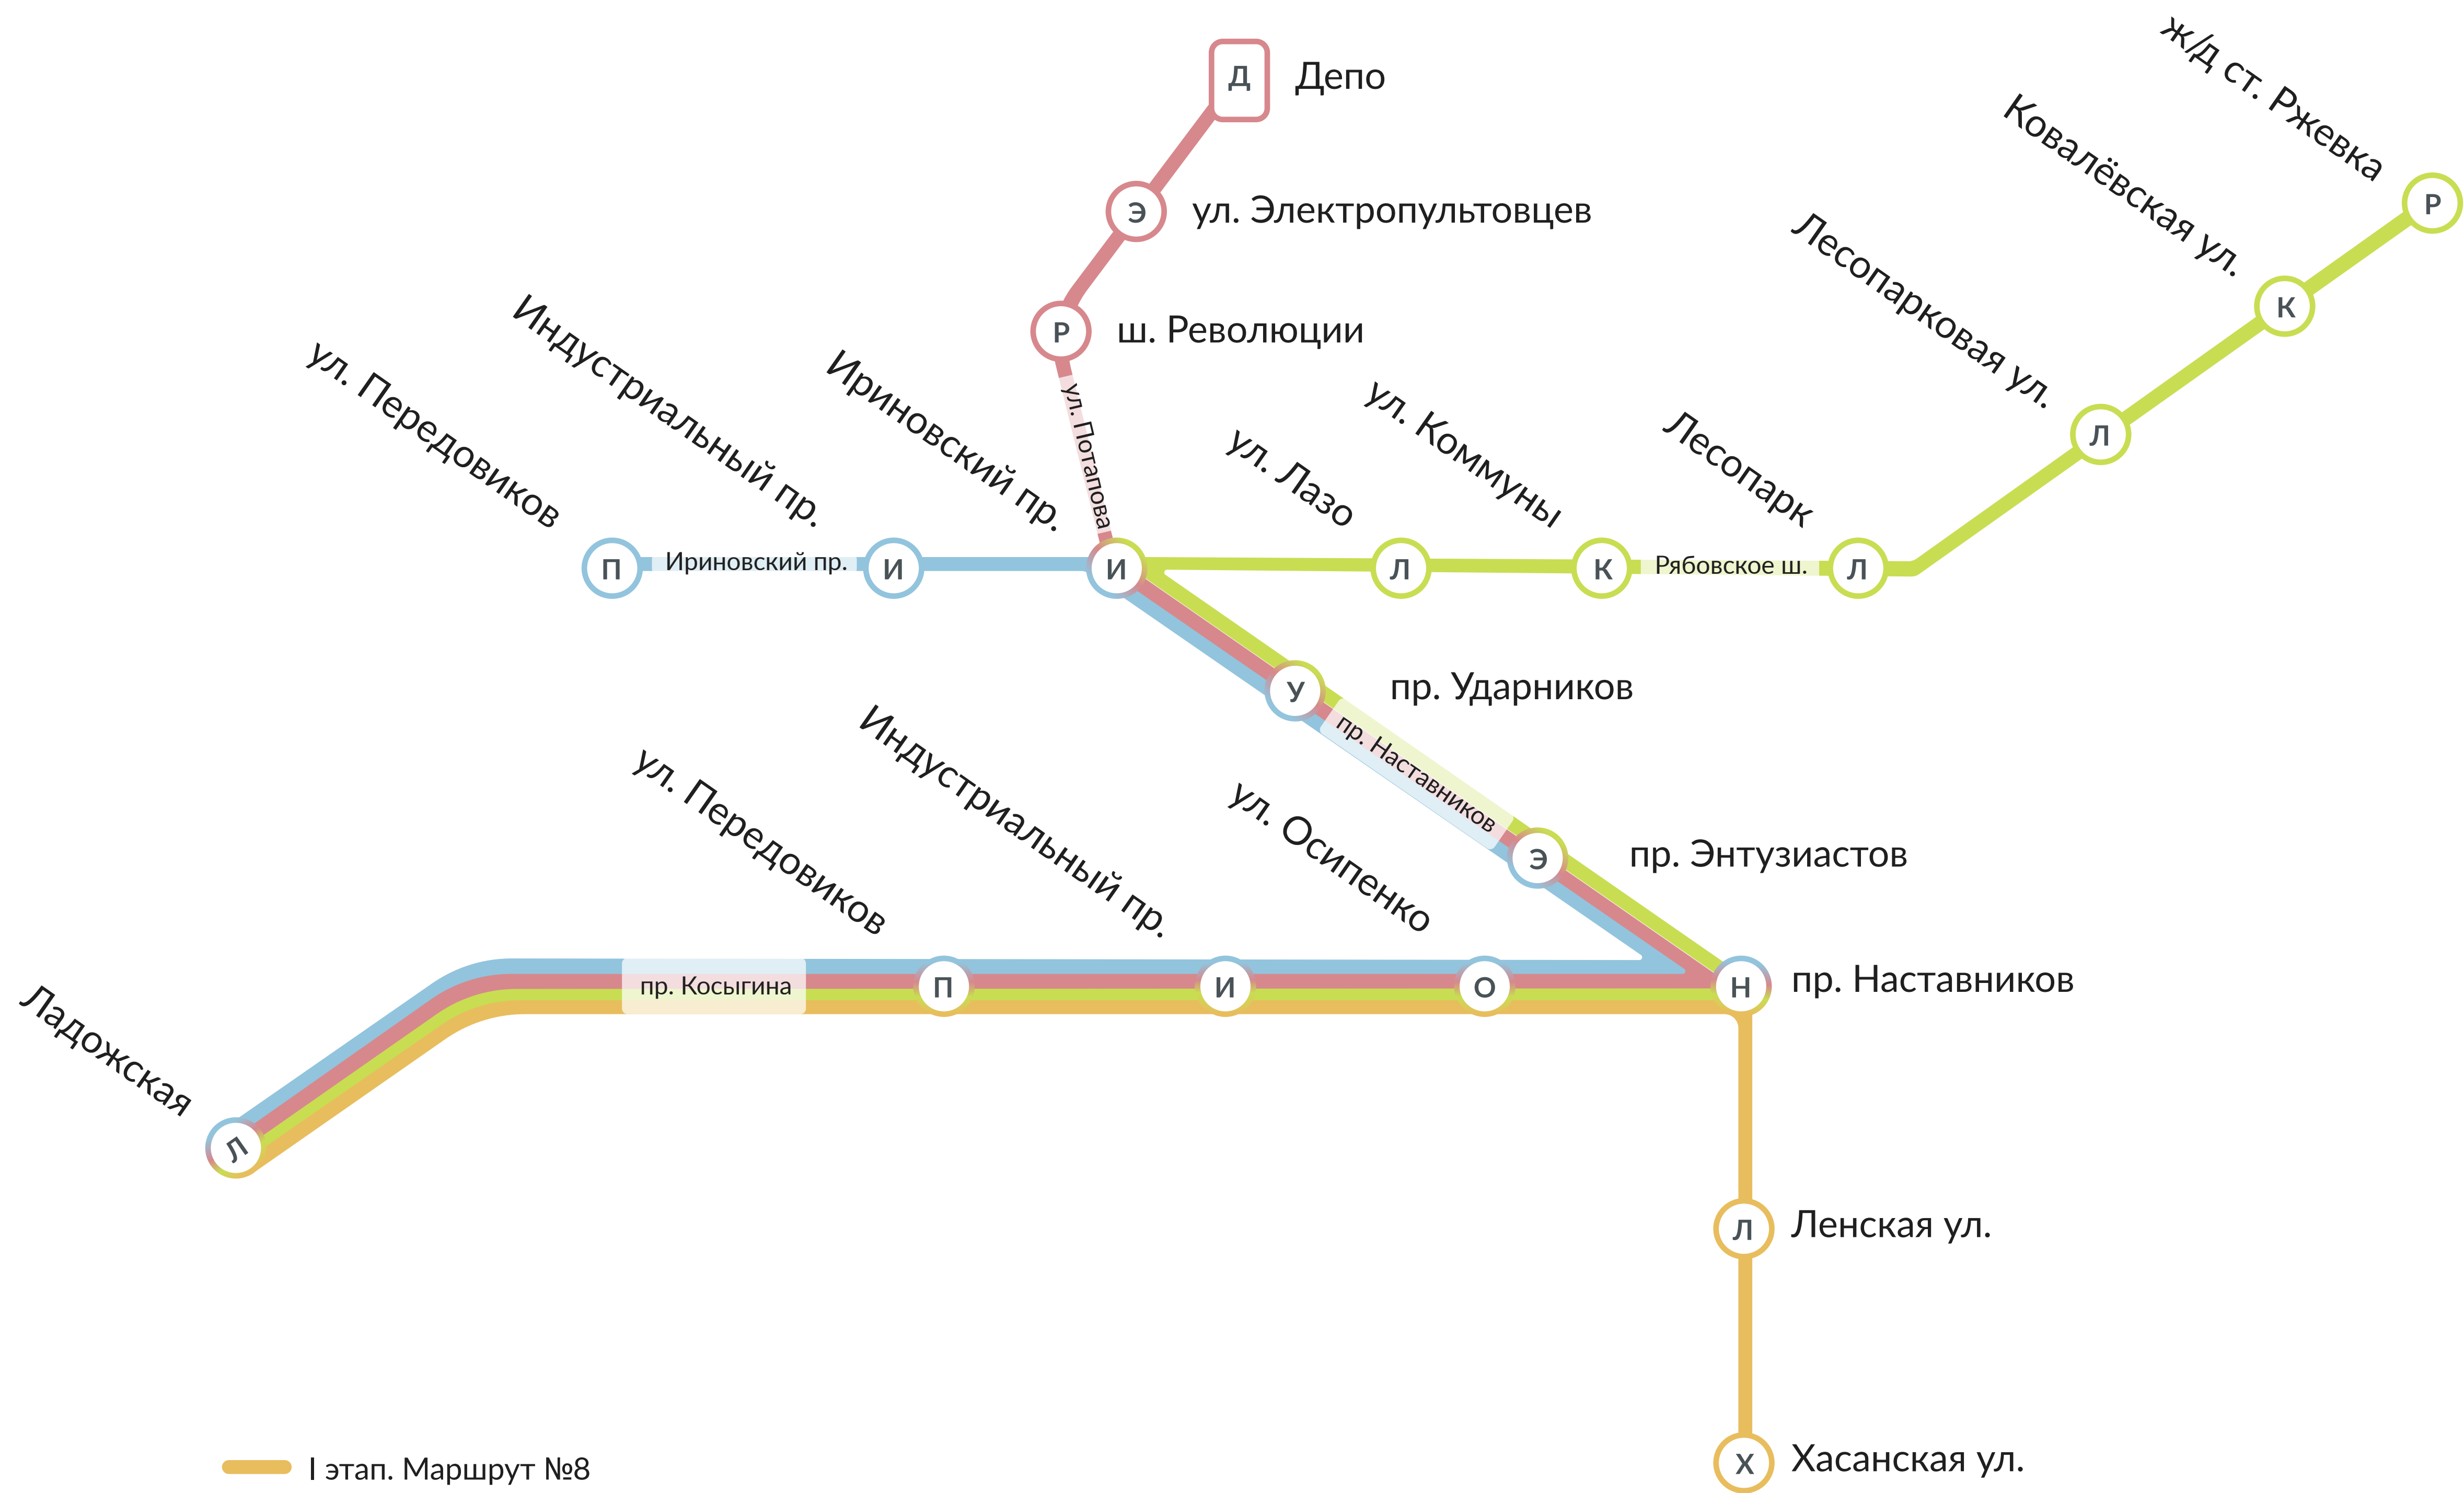 ж/д ст. Ржевка
Р
Ковалёвская ул.
К
Лесопарковая ул.
Л
Д
Депо
Э
ул. Электропультовцев
Р
ш. Революции
ул. Потапова
ул. Передовиков
П
Ириновский пр.
Индустриальный пр.
И
Ириновский пр.
И
ул. Лазо
Л
ул. Коммуны
К
Рябовское ш.
Лесопарк
Л
У
пр. Ударников
пр. Наставников
Э
пр. Энтузиастов
Ладожская
Л
пр. Косыгина
ул. Передовиков
П
Индустриальный пр.
И
ул. Осипенко
О
Н
пр. Наставников
Л
Ленская ул.
Х
Хасанская ул.
I этап. Маршрут №8